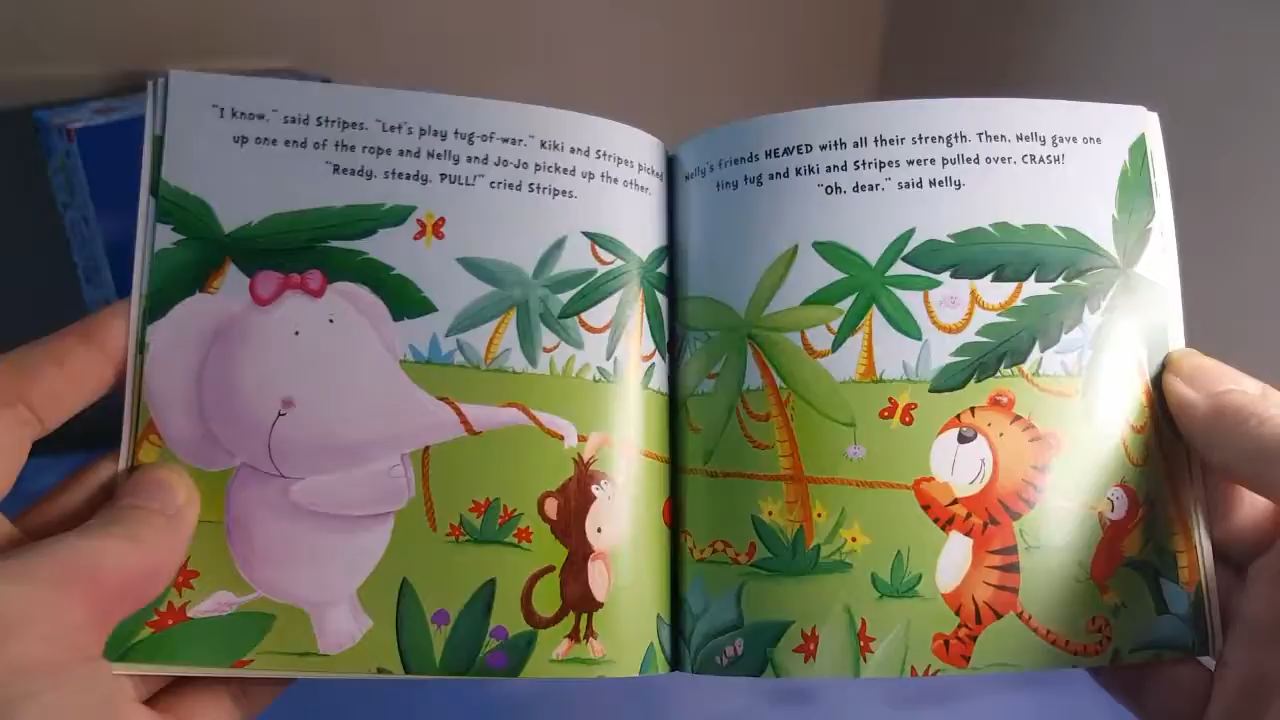 "I know," said Stripes. "Let's play tug-of-war." Kiki and Stripes picked
up one end of the rope and Nelly and Jo-Jo picked up the other.
"Ready, steady, PULL!" cried Stripes.
Nelly's friends HEAVED with all their strength. Then, Nelly gave one
tiny tug and Kiki and Stripes were pulled over, CRASH!
"Oh, dear," said Nelly.